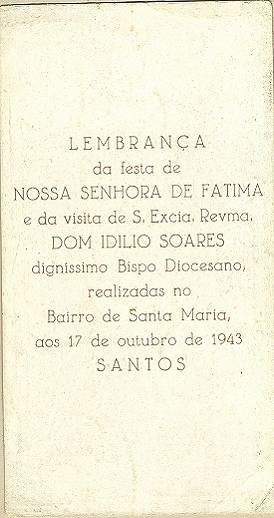 LEMBRANÇA
da festa de
NOSSA SENHORA DE FATIMA
e da visita de S. Excia. Revma.
DOM IDILIO SOARES
digníssimo Bispo Diocesano,
realizadas no
Bairro de Santa Maria,
aos 17 de outubro de 1943
SANTOS